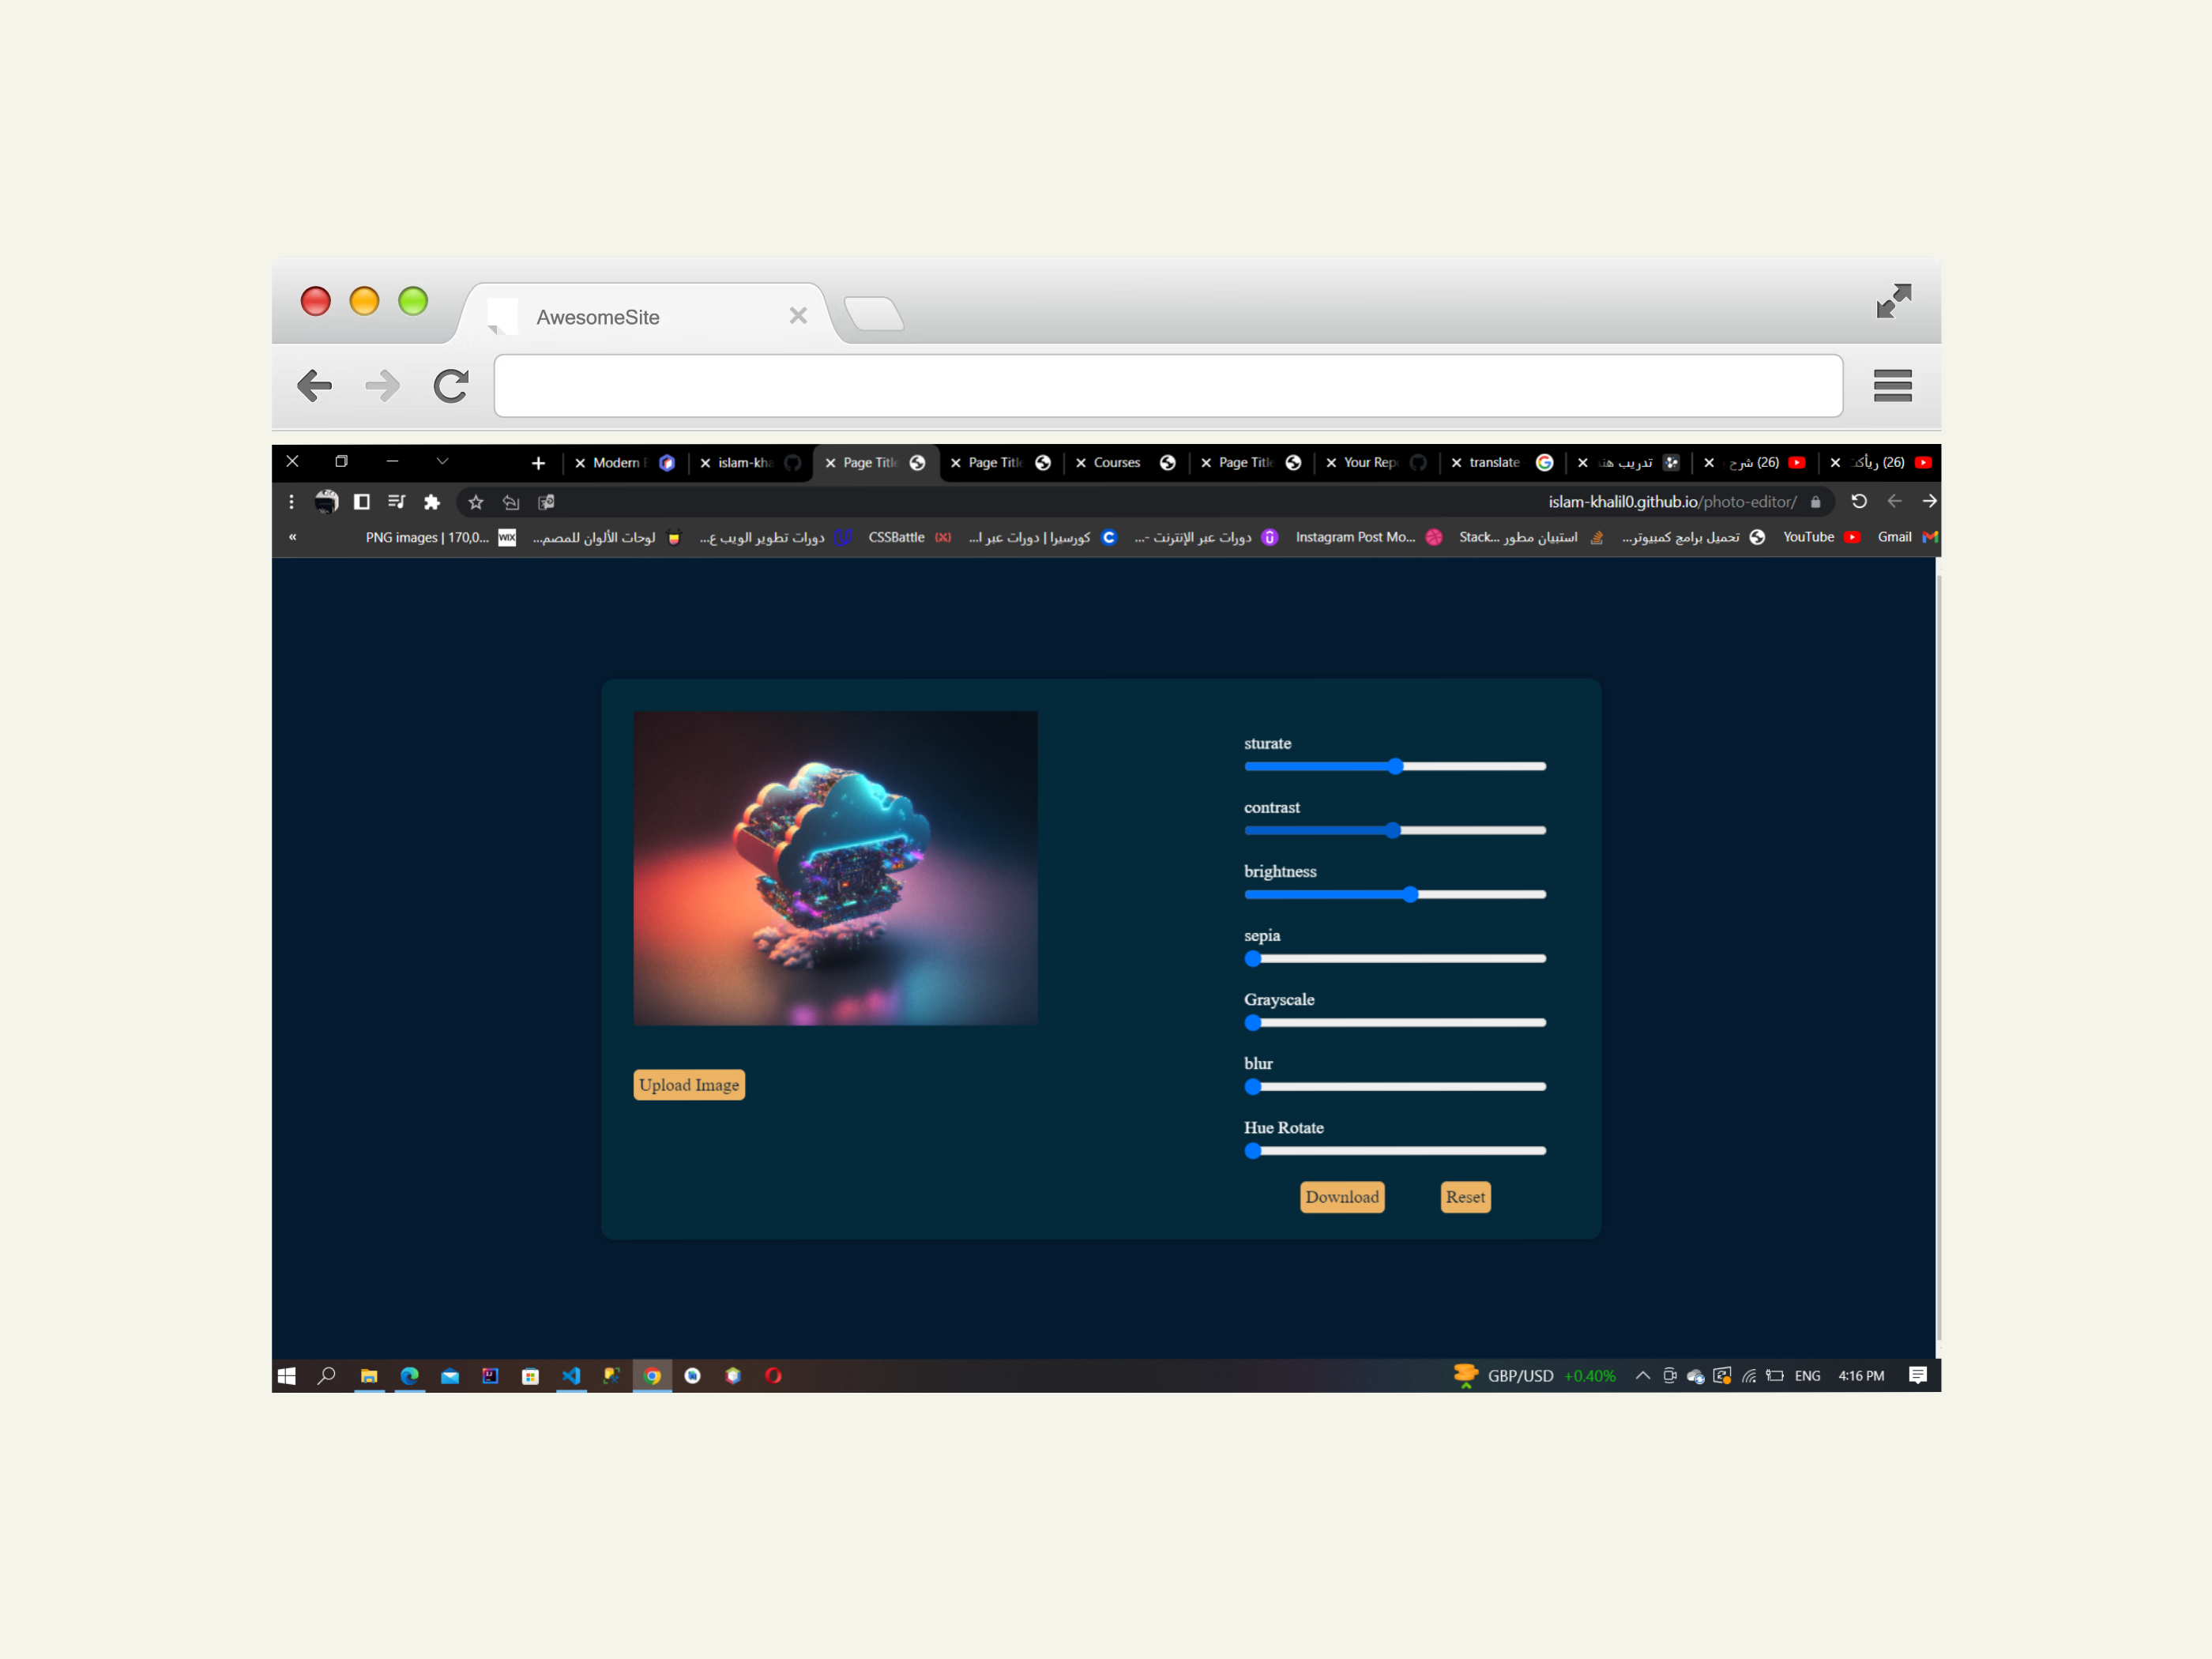 AwesomeSite
Modern
islam-kha
Page Title
Page Title
Courses
Page Title
Your Rep
translate
تدريب هند
(26) شرح
(26) رياكت
islam-khalil0.github.io/photo-editor/
PNG images | 170,0...
لوحات الألوان للمصم...
دورات تطوير الويب ع...
CSSBattle
كورسيرا | دورات عبر ا...
دورات عبر الإنترنت -...
Instagram Post Mo...
استبيان مطور Stack...
تحميل برامج كمبيوتر...
YouTube
Gmail
sturate
contrast
brightness
sepia
Grayscale
blur
Hue Rotate
Upload Image
Download
Reset
GBP/USD +0.40%
ENG
4:16 PM